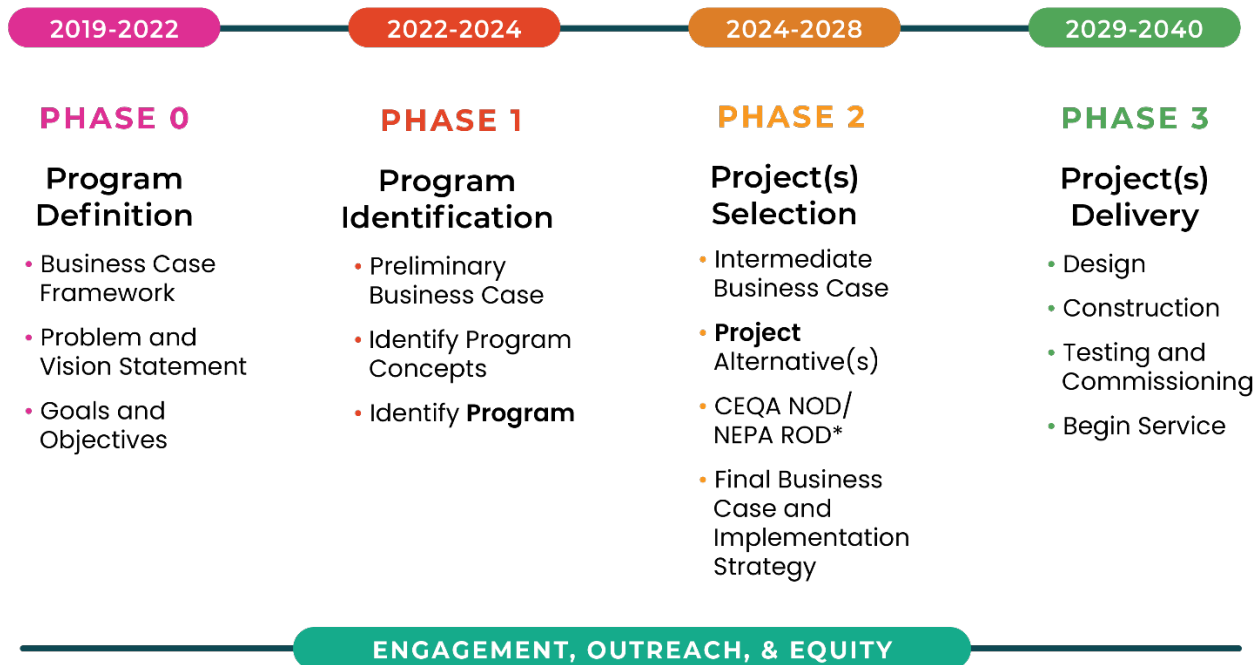 2019-2022
2022-2024
2024-2028
2029-2040
PHASE 0
Program
Definition
• Business Case
Framework
• Problem and
Vision Statement
• Goals and
Objectives
PHASE 1
Program
Identification
• Preliminary
Business Case
• Identify Program
Concepts
• Identify Program
PHASE 2
Project(s)
Selection
• Intermediate
Business Case
• Project
Alternative(s)
• CEQA NOD/
NEPA ROD*
• Final Business
Case and
Implementation
Strategy
PHASE 3
Project(s)
Delivery
• Design
• Construction
• Testing and
Commissioning
• Begin Service
ENGAGEMENT, OUTREACH, & EQUITY